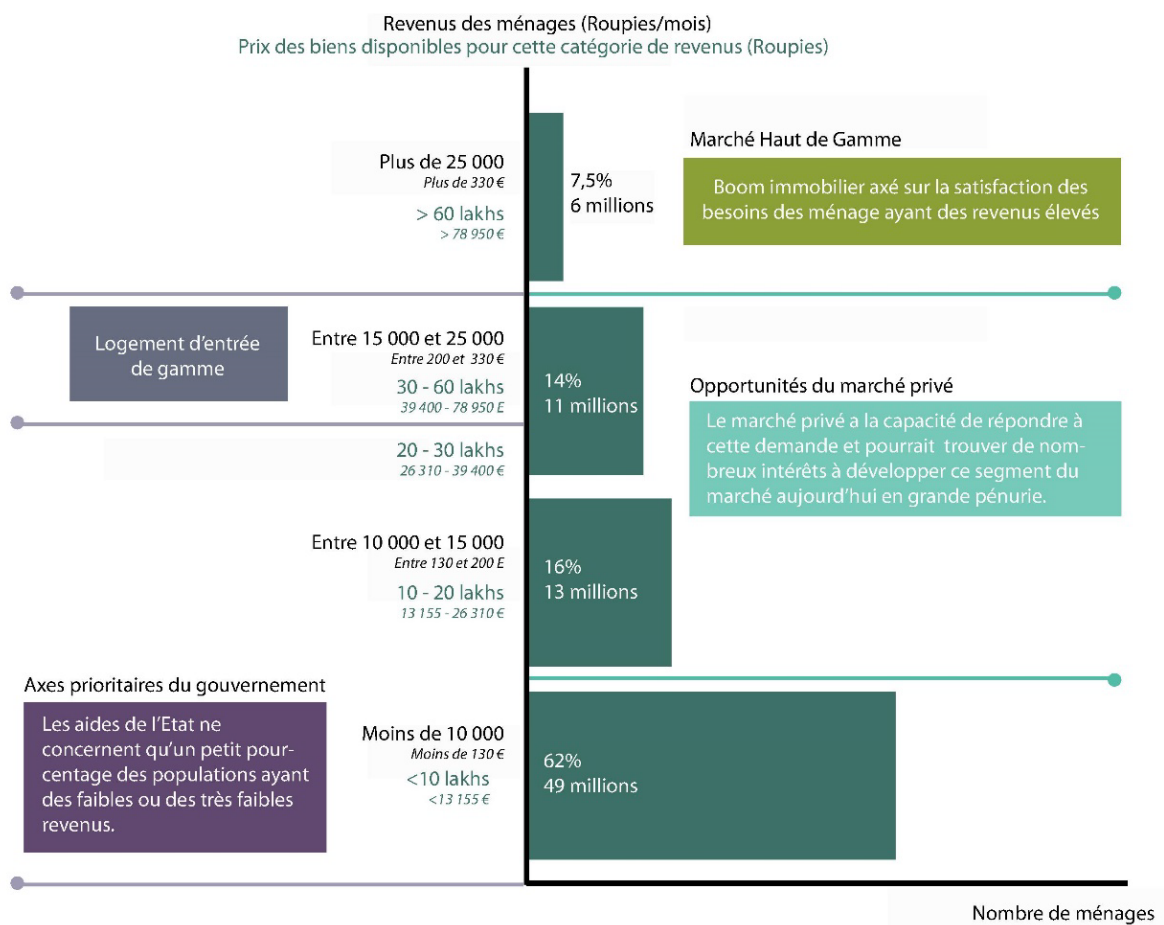 Revenus des ménages (Roupies/mois)
Prix des biens disponibles pour cette catégorie de revenus (Roupies)
Plus de 25 000
Plus de 330 €
> 60 lakhs
> 78 950 €
7,5%
6 millions
Marché Haut de Gamme
Boom immobilier axé sur la satisfaction des
besoins des ménage ayant des revenus élevés
Logement d'entrée
de gamme
Entre 15 000 et 25 000
Entre 200 et 330 €
30 - 60 lakhs
39 400 - 78 950 E
14%
11 millions
20 - 30 lakhs
26 310 - 39 400 €
Opportunités du marché privé
Le marché privé a la capacité de répondre à
cette demande et pourrait trouver de nom-
breux intérêts à développer ce segment du
marché aujourd'hui en grande pénurie.
Entre 10 000 et 15 000
Entre 130 et 200 E
10 - 20 lakhs
13 155 - 26 310 €
16%
13 millions
Axes prioritaires du gouvernement
Les aides de l'Etat ne
concernent qu'un petit pour-
centage des populations ayant
des faibles ou des très faibles
revenus.
Moins de 10 000
Moins de 130 €
<10 lakhs
<13 155 €
62%
49 millions
Nombre de ménages